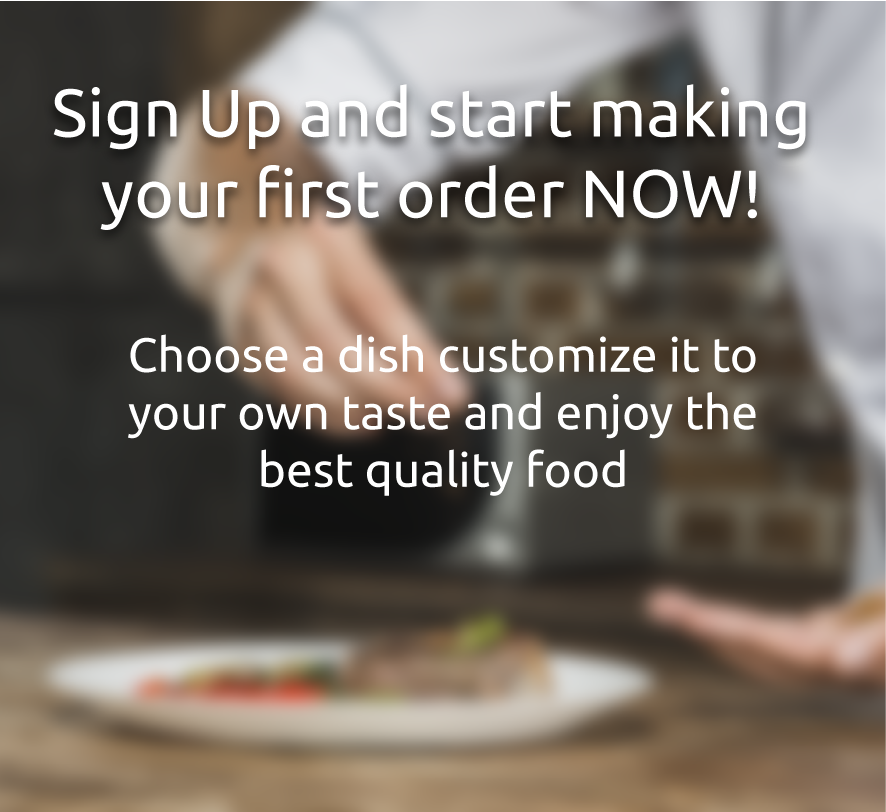 Sign Up and start making
your first order NOW!
Choose a dish customize it to
your own taste and enjoy the
best quality food